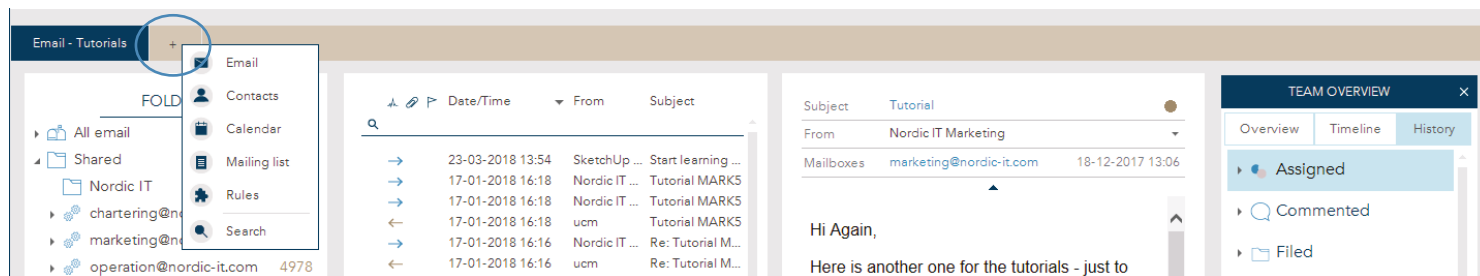 Email - Tutorials +
Email
Contacts
Calendar
Mailing list
Rules
Search
FOLD
All email
Shared
Nordic IT
chartering@no
marketing@no
operation@nordic-it.com 4978
Date/Time From Subject
23-03-2018 13:54 SketchUp ... Start learning ...
17-01-2018 16:18 Nordic IT ... Tutorial MARK5
17-01-2018 16:18 Nordic IT ... Tutorial MARK5
17-01-2018 16:18 ucm Tutorial MARK5
17-01-2018 16:16 Nordic IT ... Re: Tutorial M...
17-01-2018 16:16 ucm Re: Tutorial M...
Subject Tutorial
From Nordic IT Marketing
Mailboxes marketing@nordic-it.com 18-12-2017 13:06
Hi Again,
Here is another one for the tutorials - just to
TEAM OVERVIEW ×
Overview Timeline History
Assigned
Commented
Filed